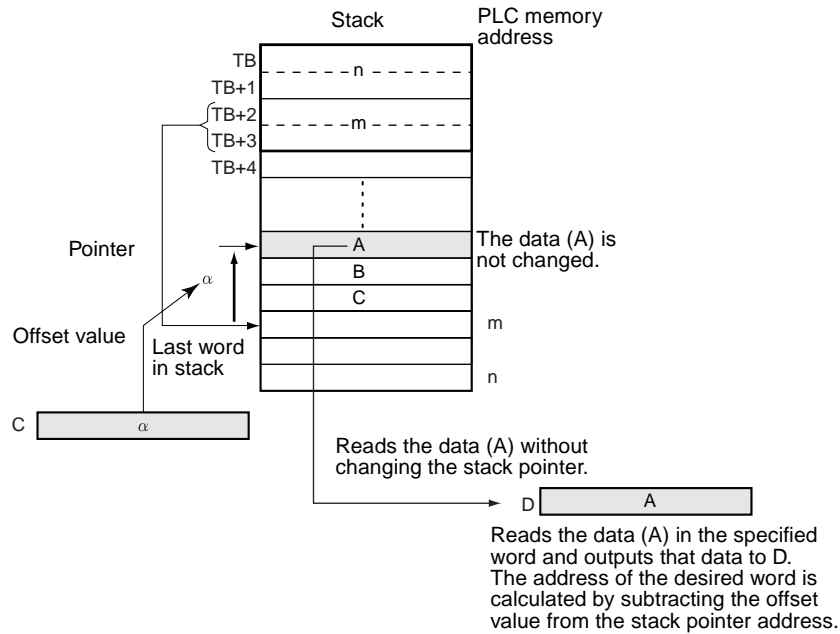 Stack
PLC memory
address
TB
n
TB+1
TB+2
m
TB+3
TB+4
Pointer
A
The data (A) is
not changed.
B
α
C
Offset value
m
Last word
in stack
n
C
α
Reads the data (A) without
changing the stack pointer.
D
A
Reads the data (A) in the specified
word and outputs that data to D.
The address of the desired word is
calculated by subtracting the offset
value from the stack pointer address.